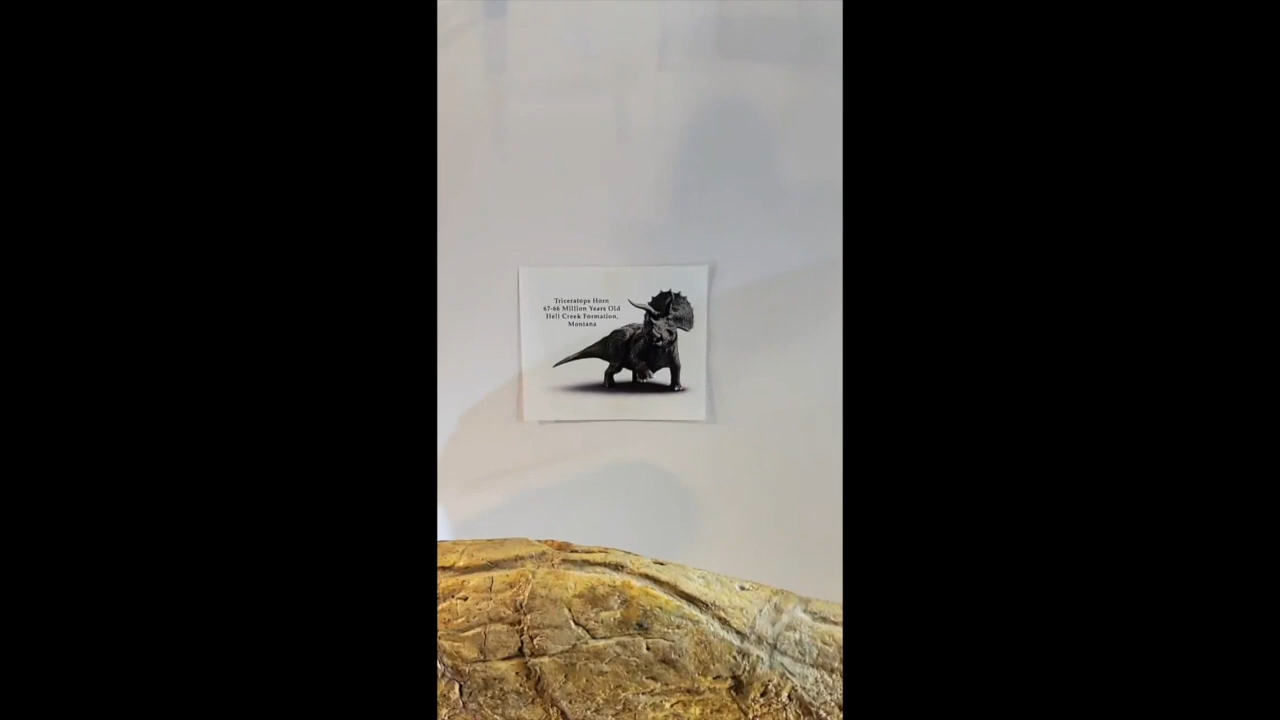 Triceratops Horn
67-66 Million Years Old
Hell Creek Formation,
Montana